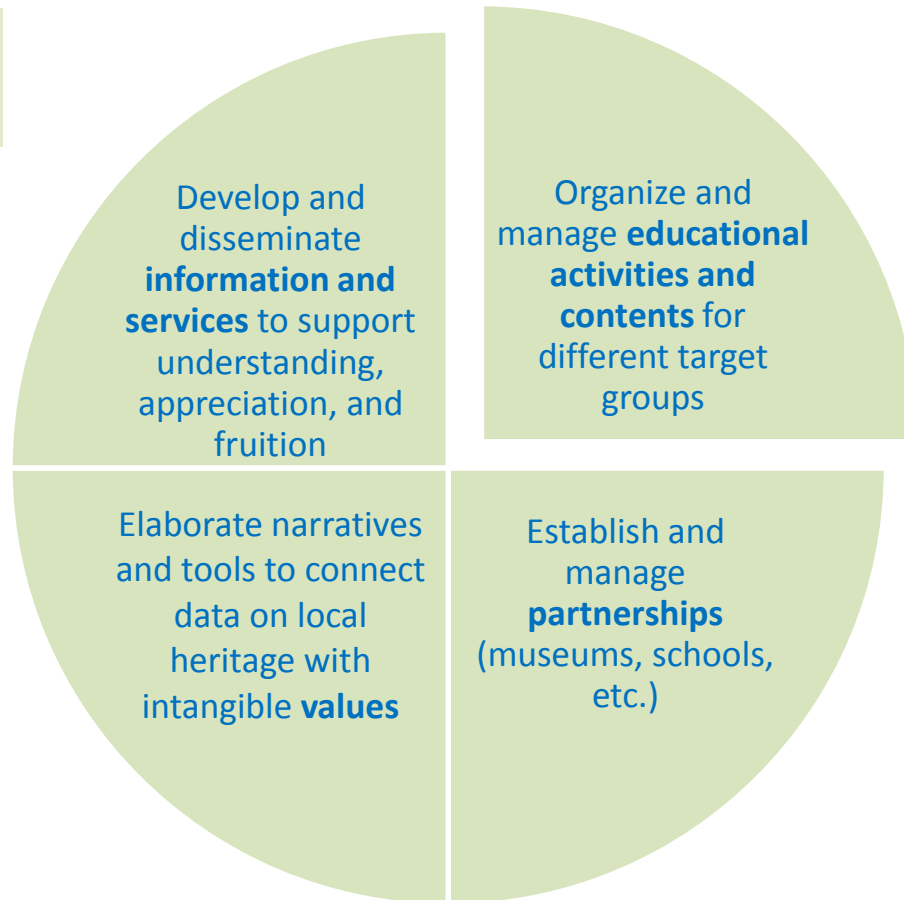 Develop and
disseminate
information and
services to support
understanding,
appreciation, and
fruition
Organize and
manage educational
activities and
contents for
different target
groups
Elaborate narratives
and tools to connect
data on local
heritage with
intangible values
Establish and
manage
partnerships
(museums, schools,
etc.)